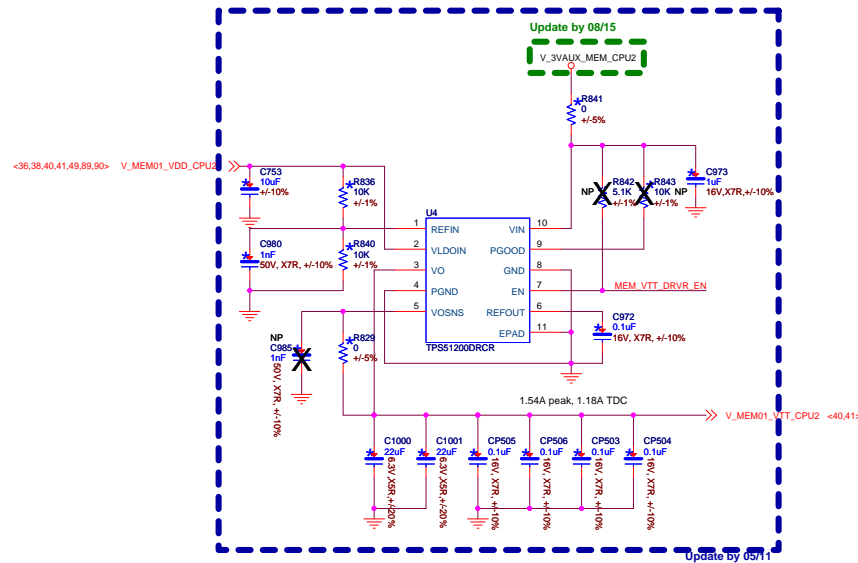 Update by 08/15
V_3VAUX_MEM_CPU2
R841
0
+/-5%
<36,38,40,41,49,89,90> V_MEM01_VDD_CPU2
C753
10uF
+/-10%
R836
10K
+/-1%
NP
R842
5.1K
+/-1%
R843
10K
+/-1%
NP
C973
1uF
16V,X7R,+/-10%
U4
1 REFIN
2 VLDOIN
3 VO
4 PGND
5 VOSNS
VIN 10
PGOOD 9
GND 8
EN 7
REFOUT 6
EPAD 11
TPS51200DRCR
C980
1nF
50V, X7R, +/-10%
R840
10K
+/-1%
MEM_VTT_DRVR_EN
C972
0.1uF
16V, X7R, +/-10%
NP
C985
1nF
50V, X7R, +/-10%
R829
0
+/-5%
1.54A peak, 1.18A TDC
V_MEM01_VTT_CPU2 <40,41>
C1000
22uF
6.3V,X5R,+/-20%
C1001
22uF
6.3V,X5R,+/-20%
CP505
0.1uF
16V, X7R, +/-10%
CP506
0.1uF
16V, X7R, +/-10%
CP503
0.1uF
16V, X7R, +/-10%
CP504
0.1uF
16V, X7R, +/-10%
Update by 05/11